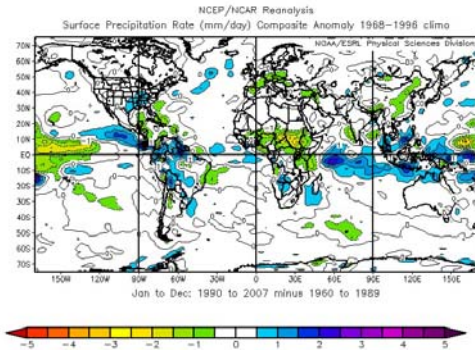 NCEP/NCAR Reanalysis
Surface Precipitation Rate (mm/day) Composite Anomaly 1968-1996 climo
NOAA/ESRL Physical Sciences Division
70N
60N
50N
40N
30N
20N
10N
EQ
10S
20S
30S
40S
50S
60S
70S
150W 120W 90W 60W 30W 0 30E 60E 90E 120E 150E
Jan to Dec: 1990 to 2007 minus 1960 to 1989
-5 -4 -3 -2 -1 0 1 2 3 4 5